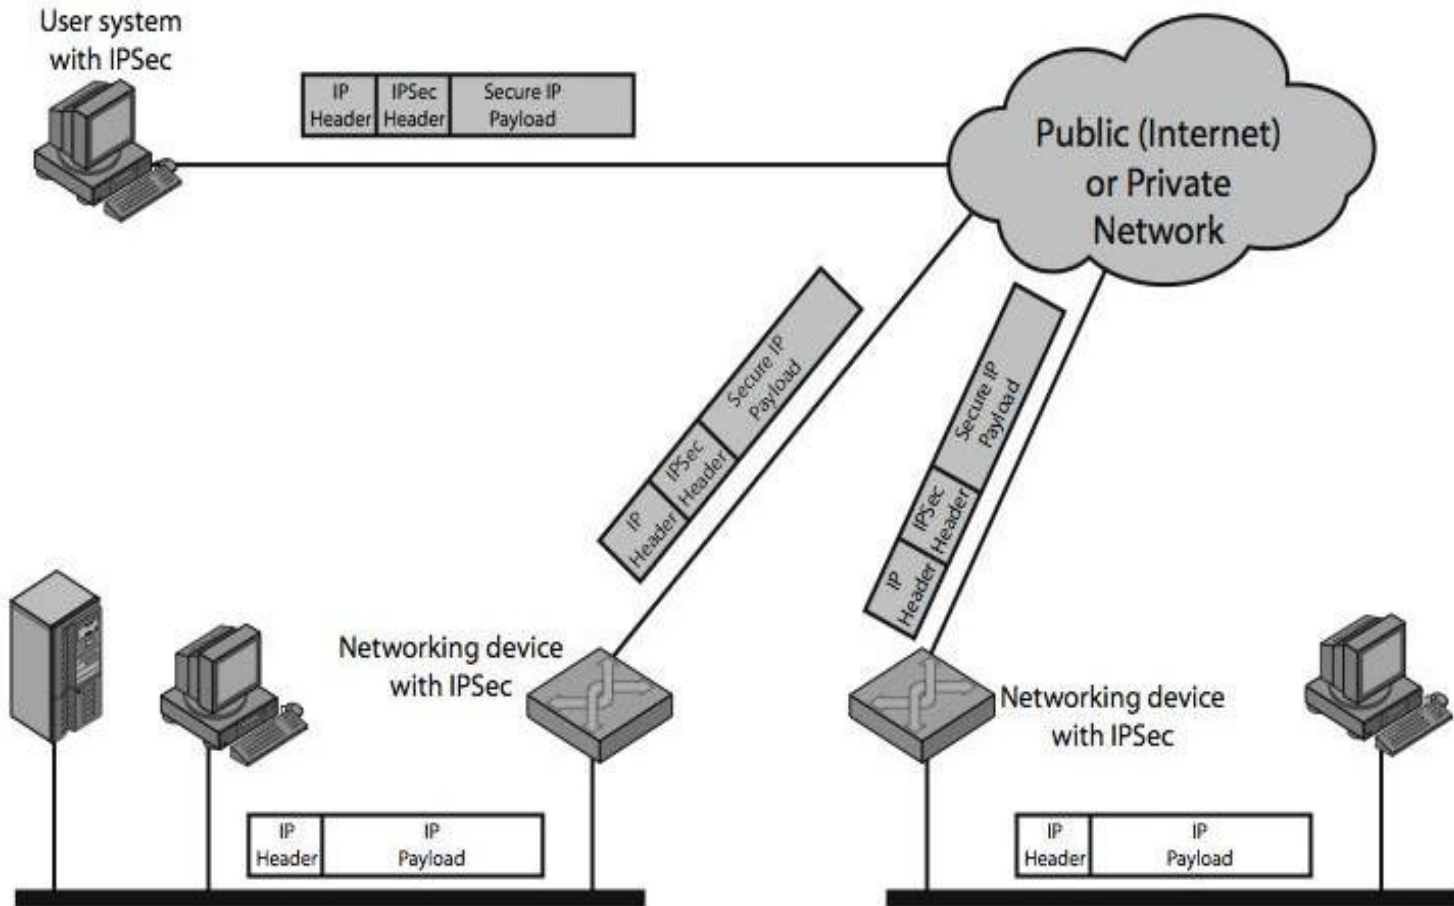 User system
with IPSec
IP
Header
IPSec
Header
Secure IP
Payload
Public (Internet)
or Private
Network
IP
Header
IPSec
Header
Secure IP
Payload
IP
Header
IPSec
Header
Secure IP
Payload
Networking device
with IPSec
Networking device
with IPSec
IP
Header
IP
Payload
IP
Header
IP
Payload